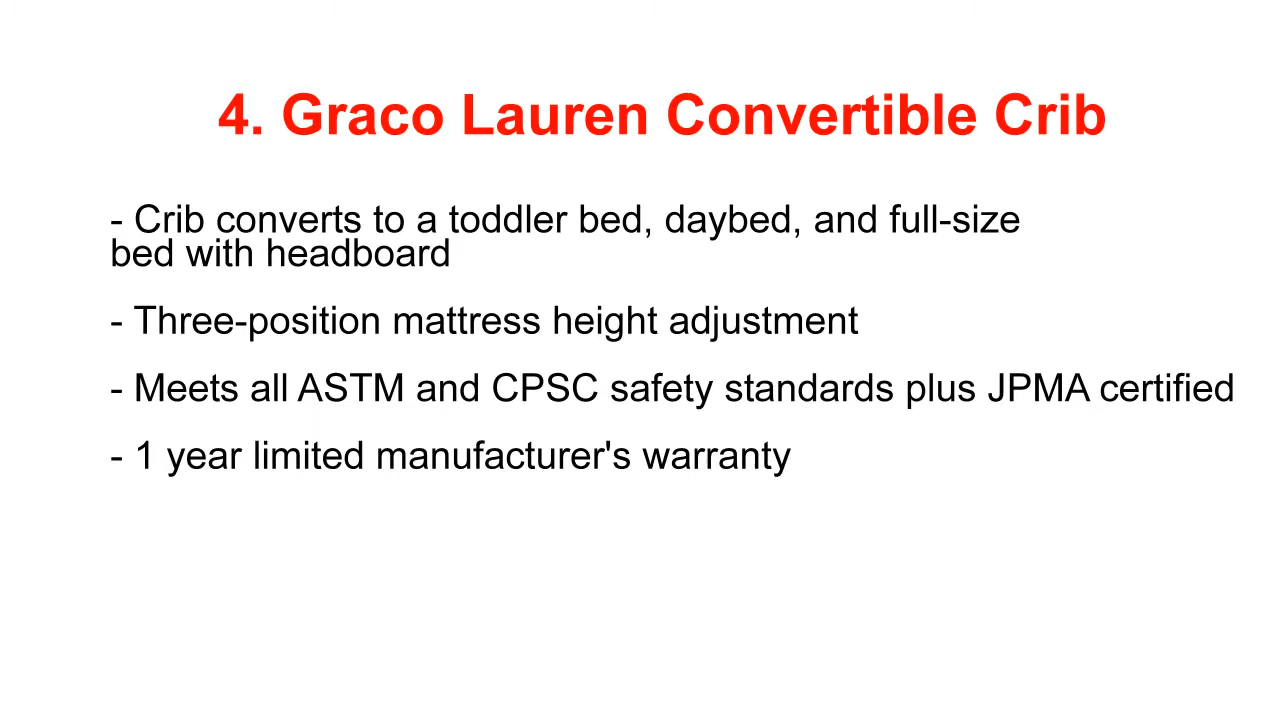 4. Graco Lauren Convertible Crib
- Crib converts to a toddler bed, daybed, and full-size
bed with headboard
- Three-position mattress height adjustment
- Meets all ASTM and CPSC safety standards plus JPMA certified
- 1 year limited manufacturer's warranty